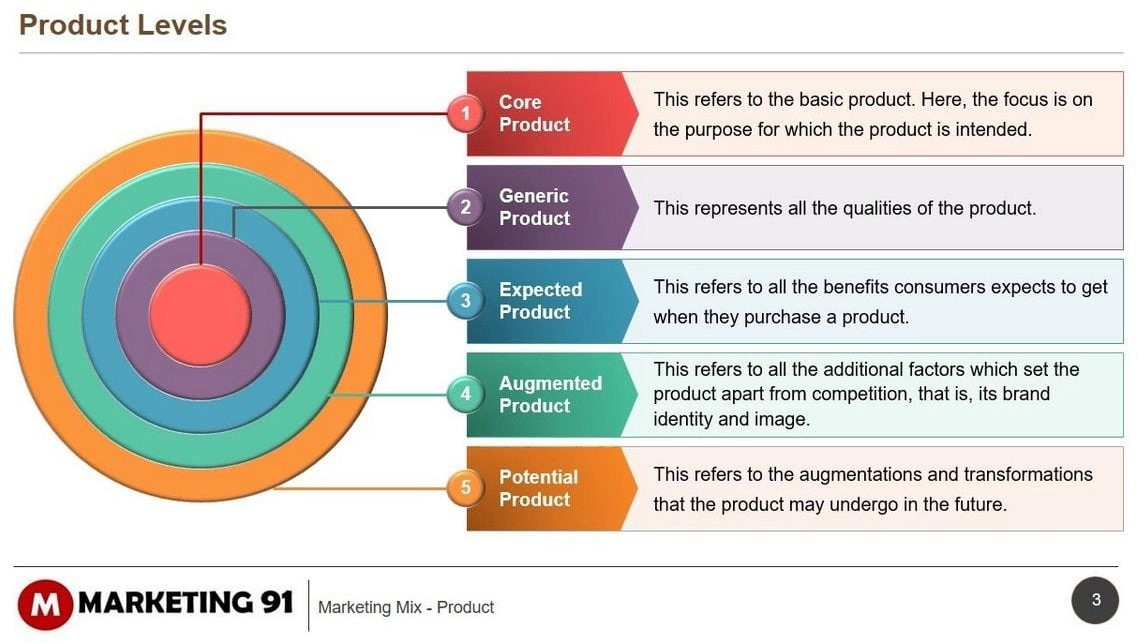 Product Levels
1
Core
Product
This refers to the basic product. Here, the focus is on
the purpose for which the product is intended.
2
Generic
Product
This represents all the qualities of the product.
3
Expected
Product
This refers to all the benefits consumers expects to get
when they purchase a product.
4
Augmented
Product
This refers to all the additional factors which set the
product apart from competition, that is, its brand
identity and image.
5
Potential
Product
This refers to the augmentations and transformations
that the product may undergo in the future.
M MARKETING 91
Marketing Mix - Product
3